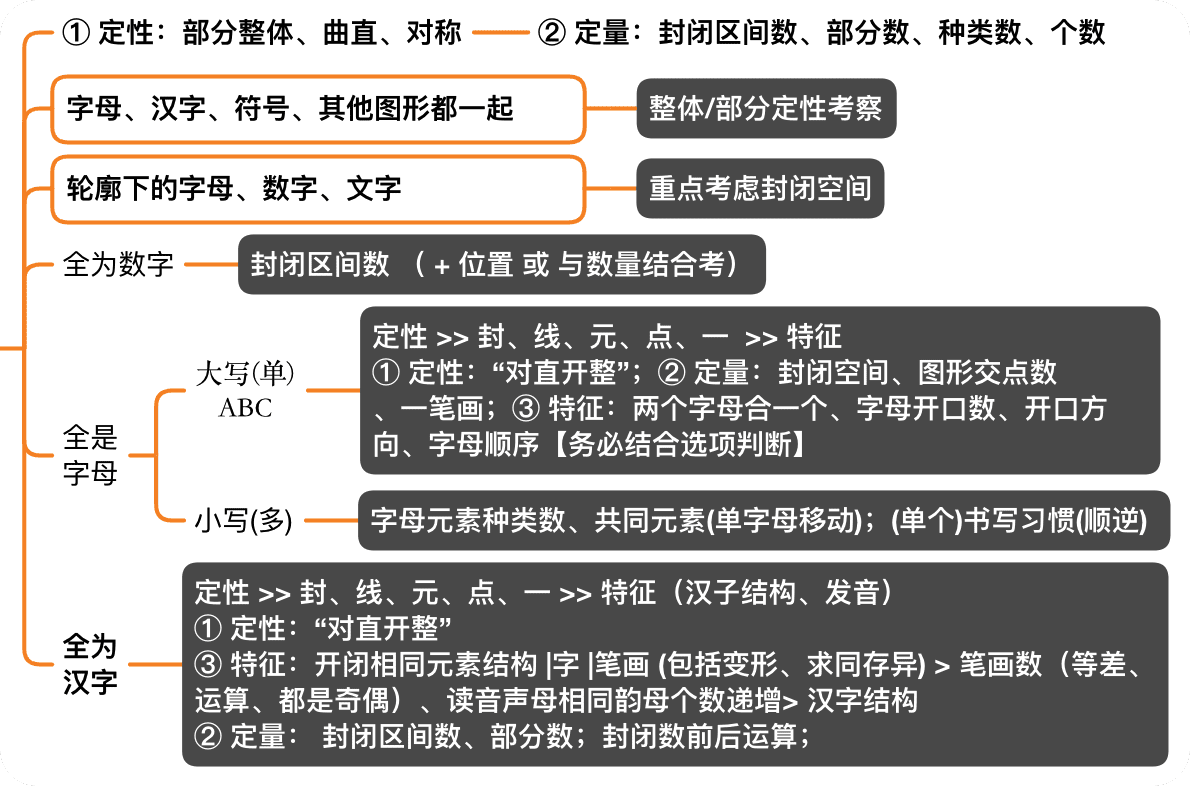 ① 定性：部分整体、曲直、对称
② 定量：封闭区间数、部分数、种类数、个数
字母、汉字、符号、其他图形都一起
整体/部分定性考察
轮廓下的字母、数字、文字
重点考虑封闭空间
全为数字
封闭区间数 （ + 位置 或 与数量结合考）
全是
字母
大写(单)
ABC
定性 >> 封、线、元、点、一 >> 特征
① 定性：“对直开整”；② 定量：封闭空间、图形交点数
、一笔画；③ 特征：两个字母合一个、字母开口数、开口方
向、字母顺序【务必结合选项判断】
小写(多)
字母元素种类数、共同元素(单字母移动)；(单个)书写习惯(顺逆)
全为
汉字
定性 >> 封、线、元、点、一 >> 特征（汉子结构、发音）
① 定性：“对直开整”
③ 特征：开闭相同元素结构 |字 |笔画 (包括变形、求同存异) > 笔画数（等差、
运算、都是奇偶）、读音声母相同韵母个数递增> 汉字结构
② 定量： 封闭区间数、部分数；封闭数前后运算；